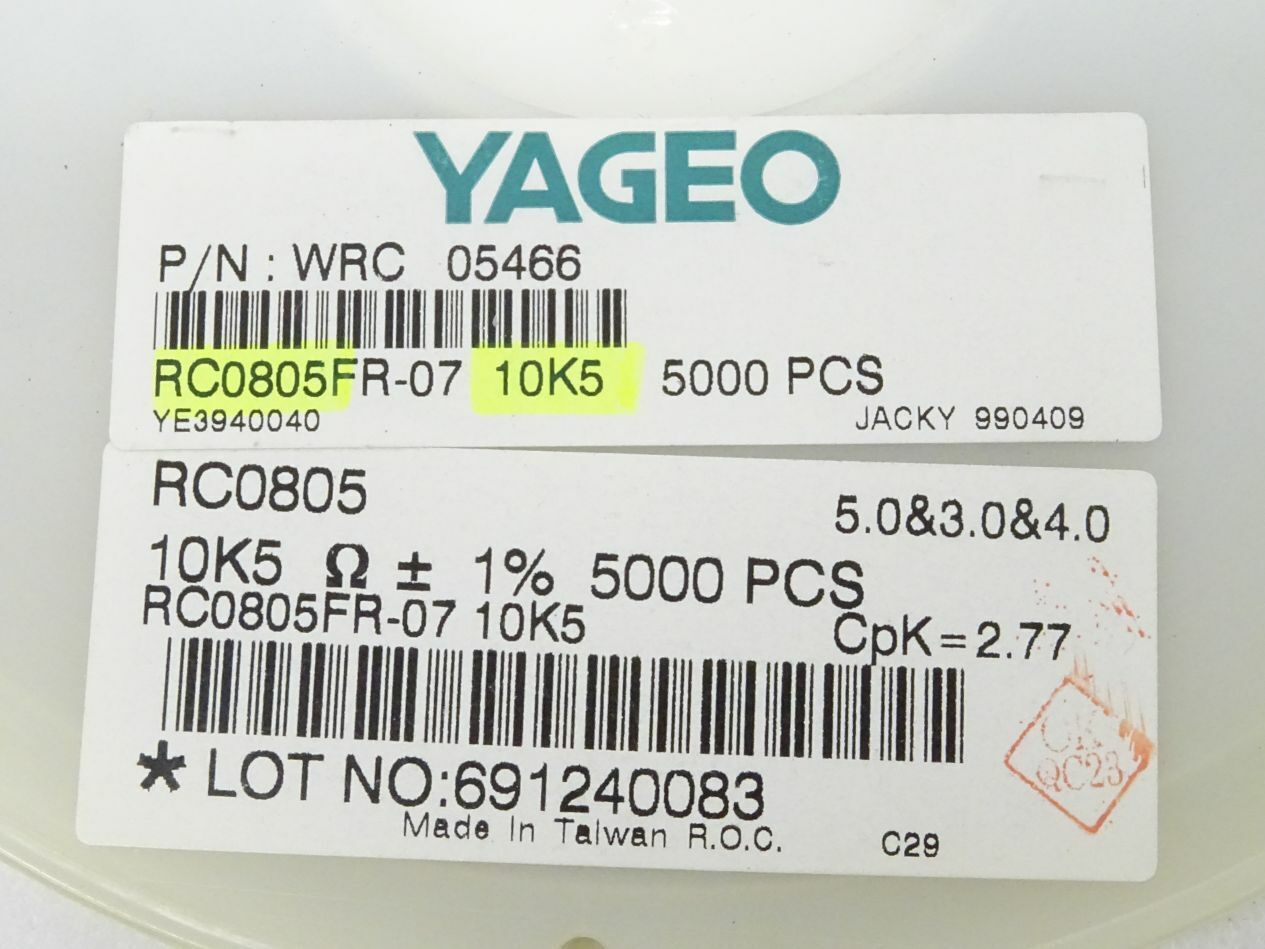 YAGEO
P/N : WRC 05466
RC0805FR-07 10K5 5000 PCS
YE3940040 JACKY 990409
RC0805
5.0&3.0&4.0
10K5 Ω ± 1% 5000 PCS
RC0805FR-07 10K5
CpK=2.77
* LOT NO:691240083
Made In Taiwan R.O.C. C29
QC23